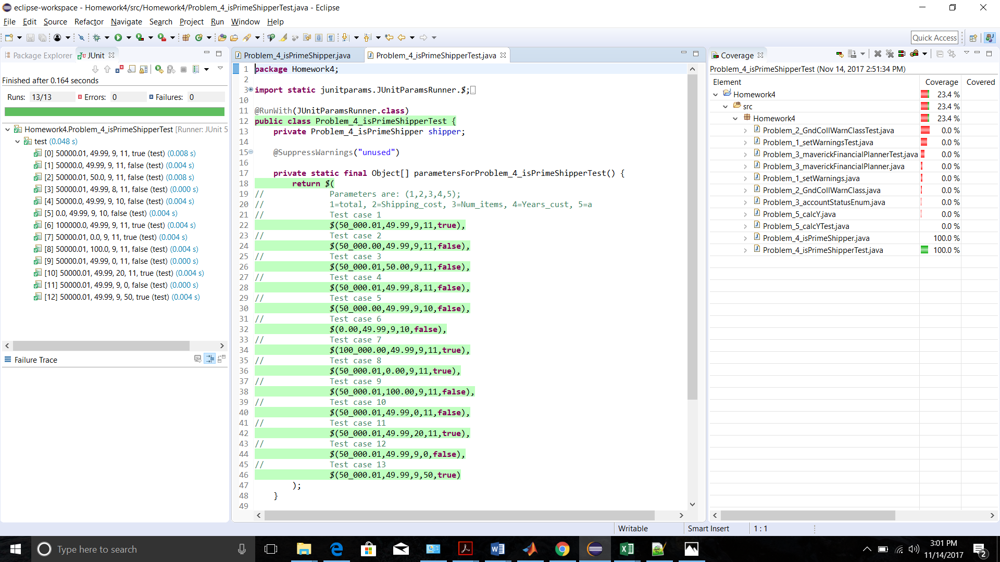 eclipse-workspace - Homework4/src/Homework4/Problem_4_isPrimeShipperTest.java - Eclipse
File Edit Source Refactor Navigate Search Project Run Window Help
Quick Access
Package Explorer JUnit
Finished after 0.164 seconds
Runs: 13/13 Errors: 0 Failures: 0
Homework4.Problem_4_isPrimeShipperTest [Runner: JUnit 5
test (0.048 s)
[0] 50000.01, 49.99, 9, 11, true (test) (0.008 s)
[1] 50000.0, 49.99, 9, 11, false (test) (0.004 s)
[2] 50000.01, 50.0, 9, 11, false (test) (0.008 s)
[3] 50000.01, 49.99, 8, 11, false (test) (0.000 s)
[4] 50000.0, 49.99, 9, 10, false (test) (0.004 s)
[5] 0.0, 49.99, 9, 10, false (test) (0.004 s)
[6] 100000.0, 49.99, 9, 11, true (test) (0.004 s)
[7] 50000.01, 0.0, 9, 11, true (test) (0.004 s)
[8] 50000.01, 100.0, 9, 11, false (test) (0.004 s)
[9] 50000.01, 49.99, 0, 11, false (test) (0.000 s)
[10] 50000.01, 49.99, 20, 11, true (test) (0.004 s)
[11] 50000.01, 49.99, 9, 0, false (test) (0.000 s)
[12] 50000.01, 49.99, 9, 50, true (test) (0.004 s)
Failure Trace
Problem_4_isPrimeShipper.java Problem_4_isPrimeShipperTest.java
1 package Homework4;
2
3 import static junitparams.JUnitParamsRunner.$;
10
11 @RunWith(JUnitParamsRunner.class)
12 public class Problem_4_isPrimeShipperTest {
13 private Problem_4_isPrimeShipper shipper;
14
15 @SuppressWarnings("unused")
16
17 private static final Object[] parametersForProblem_4_isPrimeShipperTest() {
18 return $(
19 // Parameters are: (1,2,3,4,5);
20 // 1=total, 2=Shipping_cost, 3=Num_items, 4=Years_cust, 5=a
21 // Test case 1
22 $(50_000.01,49.99,9,11,true),
23 // Test case 2
24 $(50_000.00,49.99,9,11,false),
25 // Test case 3
26 $(50_000.01,50.00,9,11,false),
27 // Test case 4
28 $(50_000.01,49.99,8,11,false),
29 // Test case 5
30 $(50_000.00,49.99,9,10,false),
31 // Test case 6
32 $(0.00,49.99,9,10,false),
33 // Test case 7
34 $(100_000.00,49.99,9,11,true),
35 // Test case 8
36 $(50_000.01,0.00,9,11,true),
37 // Test case 9
38 $(50_000.01,100.00,9,11,false),
39 // Test case 10
40 $(50_000.01,49.99,0,11,false),
41 // Test case 11
42 $(50_000.01,49.99,20,11,true),
43 // Test case 12
44 $(50_000.01,49.99,9,0,false),
45 // Test case 13
46 $(50_000.01,49.99,9,50,true)
47 );
48 }
49
Coverage
Problem_4_isPrimeShipperTest (Nov 14, 2017 2:51:34 PM)
Element Coverage Covered
Homework4 23.4 %
src 23.4 %
Homework4 23.4 %
Problem_2_GndCollWarnClassTest.java 0.0 %
Problem_1_setWarningsTest.java 0.0 %
Problem_3_maverickFinancialPlannerTest.java 0.0 %
Problem_3_maverickFinancialPlanner.java 0.0 %
Problem_1_setWarnings.java 0.0 %
Problem_2_GndCollWarnClass.java 0.0 %
Problem_3_accountStatusEnum.java 0.0 %
Problem_5_calcY.java 0.0 %
Problem_5_calcYTest.java 0.0 %
Problem_4_isPrimeShipper.java 100.0 %
Problem_4_isPrimeShipperTest.java 100.0 %
Writable Smart Insert 1 : 1
Type here to search
3:01 PM
11/14/2017
2